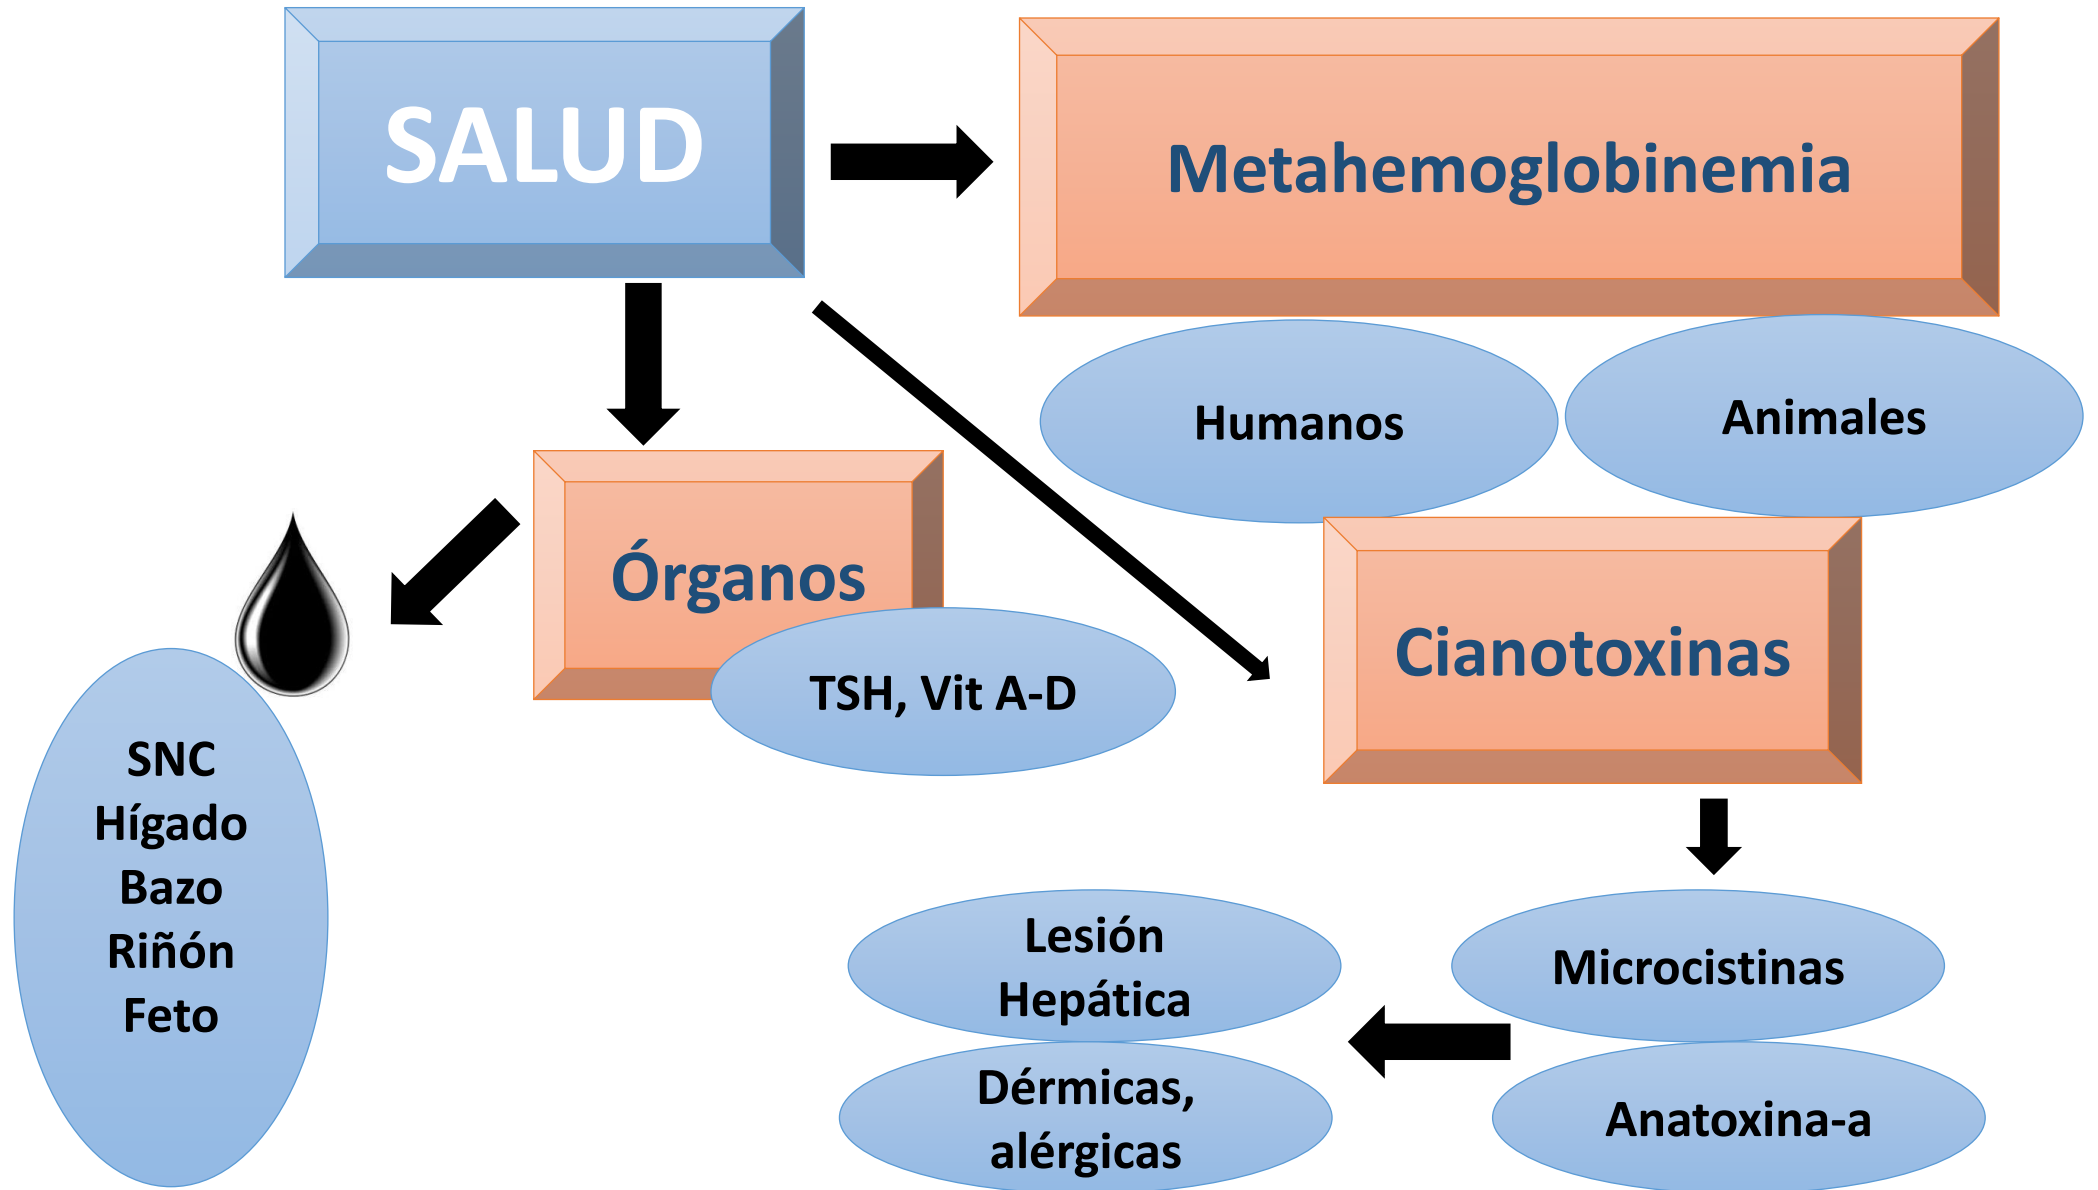 SALUD
Metahemoglobinemia
Humanos
Animales
Órganos
TSH, Vit A-D
Cianotoxinas
SNC
Hígado
Bazo
Riñón
Feto
Microcistinas
Anatoxina-a
Lesión
Hepática
Dérmicas,
alérgicas